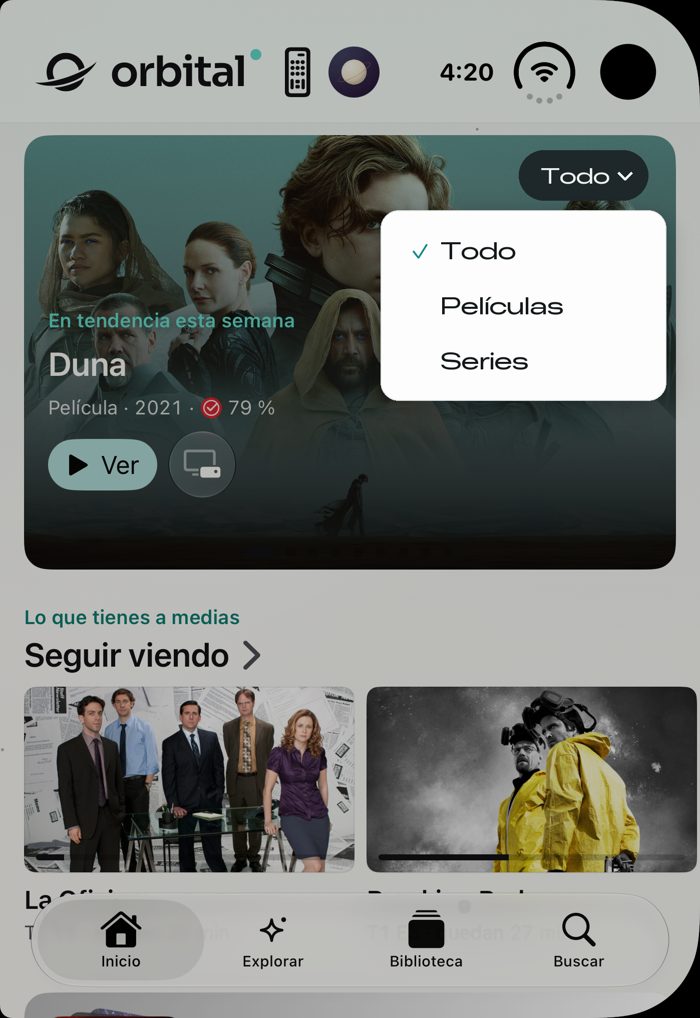 orbital
4:20
Todo
Todo
Películas
Series
En tendencia esta semana
Duna
Película · 2021 · 79 %
Ver
Lo que tienes a medias
Seguir viendo
Inicio
Explorar
Biblioteca
Buscar